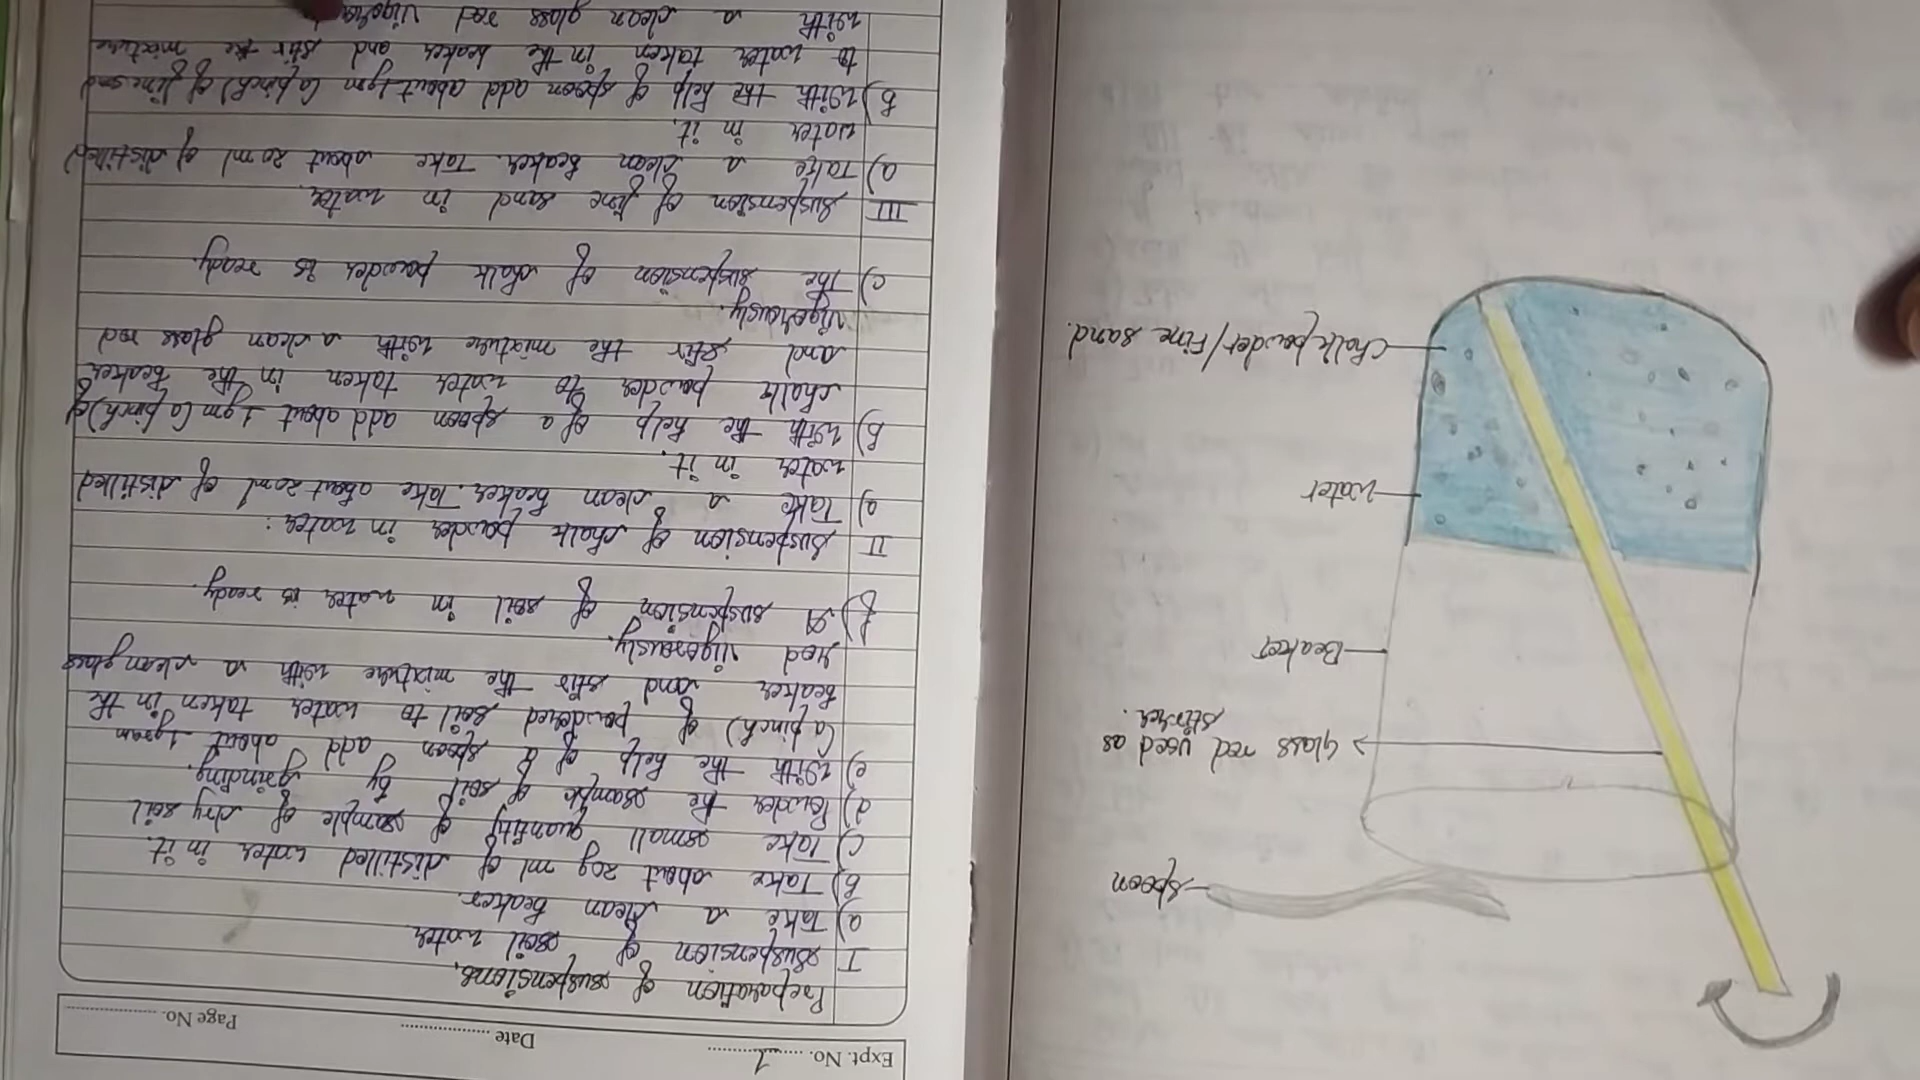 Expt. No. 1
Date
Page No.
Preparation of suspensions.
I suspension of soil water
a) Take a clean beaker.
b) Take about 20g ml of distilled water in it.
c) Take small quantity of sample of dry soil
d) Powder the sample of soil by grinding.
e) With the help of a spoon add about 1gram
(a pinch) of powdered soil to water taken in the
beaker and stir the mixture with a clean glass
rod vigorously.
f) A suspension of soil in water is ready.
II suspension of chalk powder in water:
a) Take a clean beaker. Take about 20ml of distilled
water in it.
b) With the help of a spoon add about 1gm (a pinch) of
chalk powder to water taken in the beaker
and stir the mixture with a clean glass rod
vigorously.
c) The suspension of chalk powder is ready.
III suspension of fine sand in water.
a) Take a clean beaker. Take about 20ml of distilled
water in it.
b) With the help of spoon add about 1gm (a pinch) of fine sand
to water taken in the beaker and stir the mixture
with a clean glass rod
spoon
Glass rod used as
stirrer.
Beaker
water
chalk powder/Fine sand.